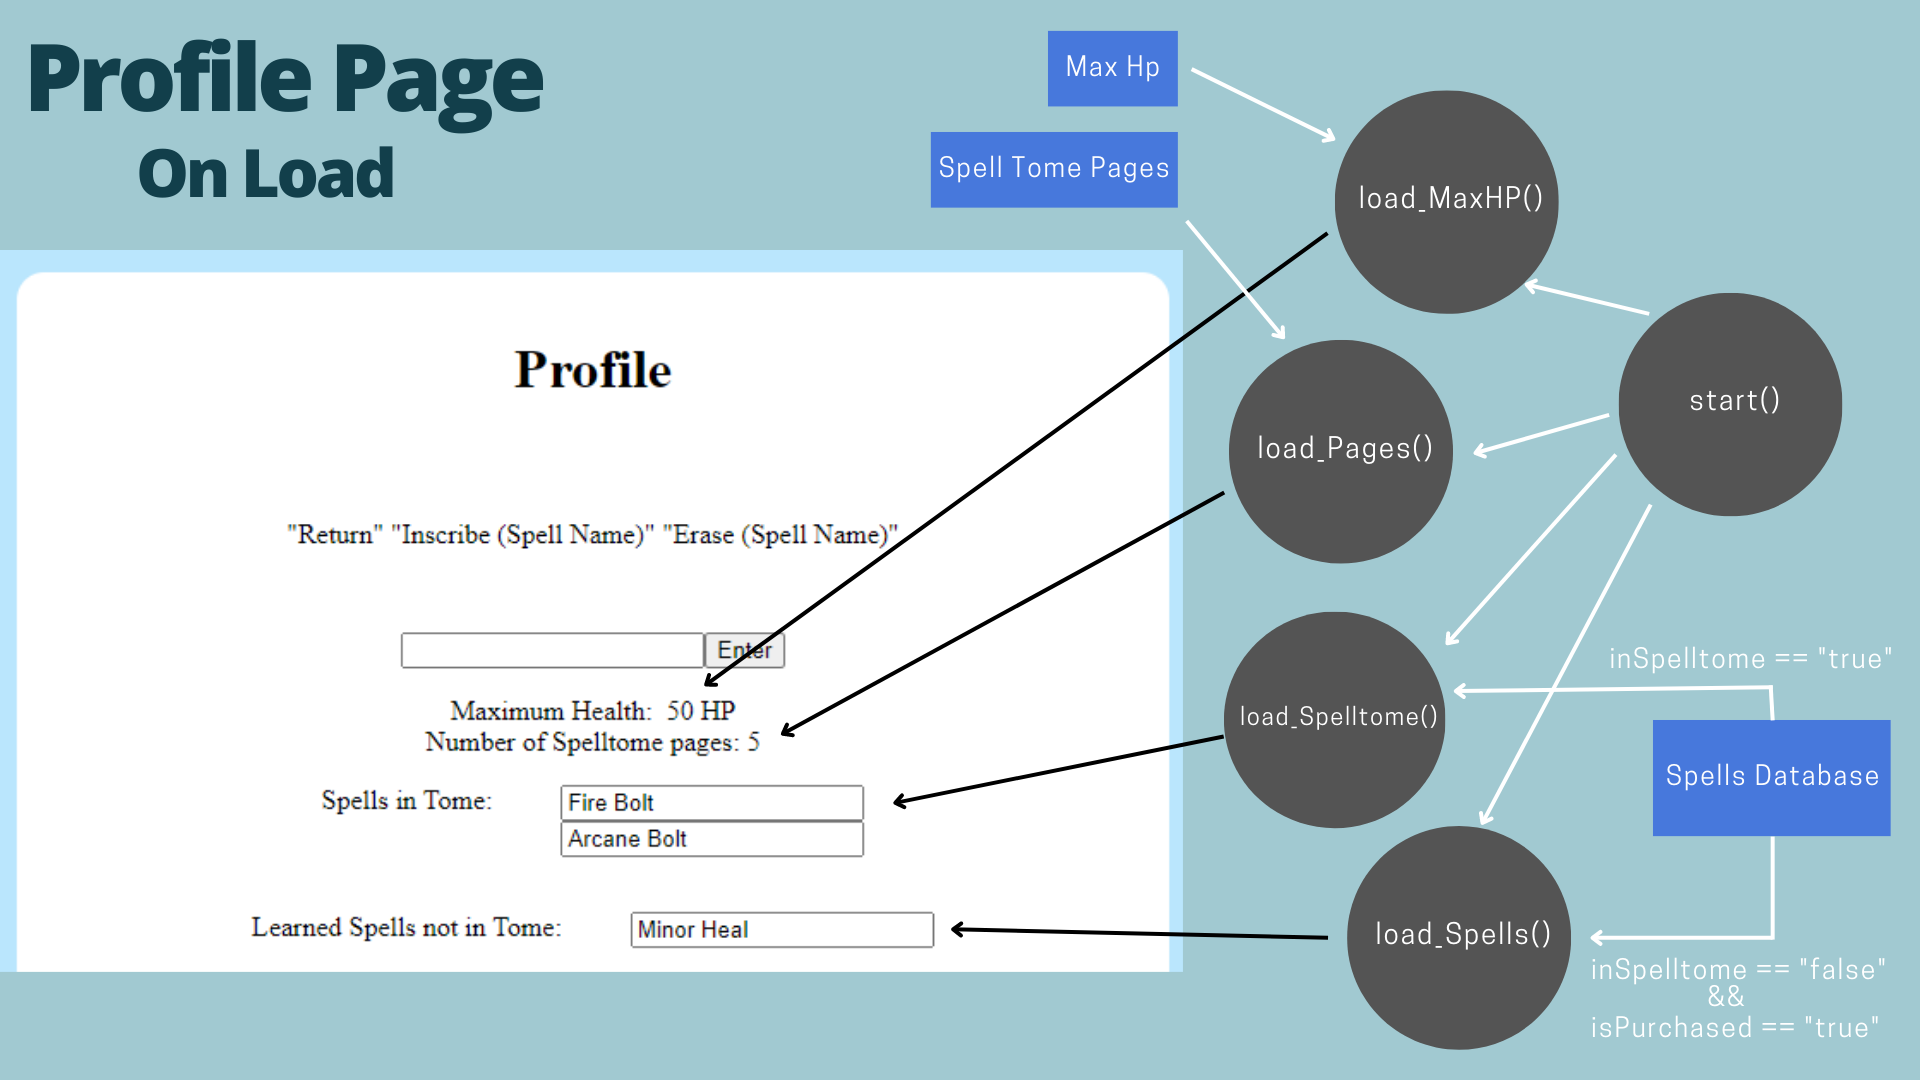 Profile Page
On Load
Max Hp
Spell Tome Pages
load_MaxHP()
start()
load_Pages()
Profile
"Return" "Inscribe (Spell Name)" "Erase (Spell Name)"
Enter
Maximum Health: 50 HP
Number of Spelltome pages: 5
Spells in Tome:
Fire Bolt
Arcane Bolt
Learned Spells not in Tome:
Minor Heal
load_Spelltome()
inSpelltome == "true"
Spells Database
load_Spells()
inSpelltome == "false"
&&
isPurchased == "true"